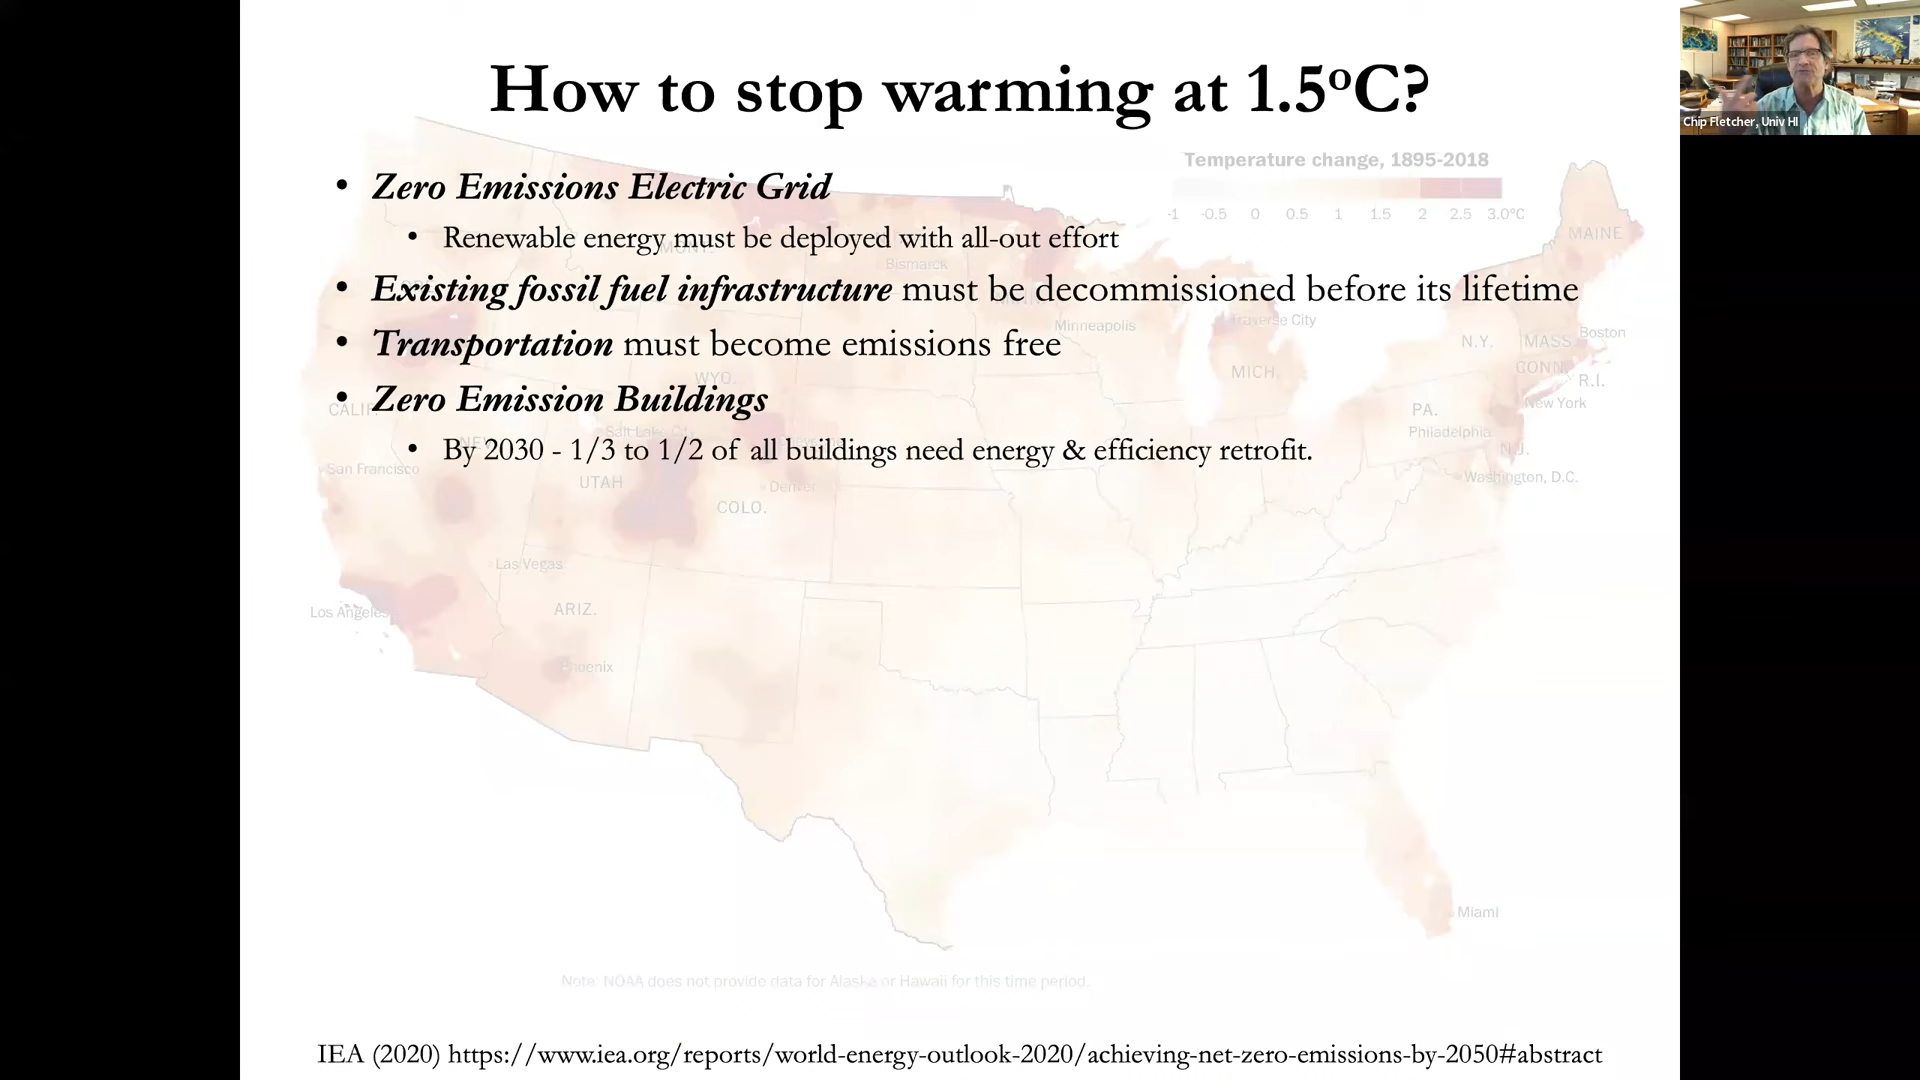 How to stop warming at 1.5ºC?
Chip Fletcher, Univ HI
• Zero Emissions Electric Grid
• Renewable energy must be deployed with all-out effort
• Existing fossil fuel infrastructure must be decommissioned before its lifetime
• Transportation must become emissions free
• Zero Emission Buildings
• By 2030 - 1/3 to 1/2 of all buildings need energy & efficiency retrofit.
Temperature change, 1895-2018
-1 -0.5 0 0.5 1 1.5 2 2.5 3.0ºC
MAINE
MONT.
Bismarck
Minneapolis
Traverse City
Boston
N.Y.
MASS.
CONN.
R.I.
MICH.
WYO.
New York
CALIF.
PA.
Philadelphia
Salt Lake City
NEV.
N.J.
San Francisco
UTAH
Denver
Washington, D.C.
COLO.
Las Vegas
Los Angeles
ARIZ.
Phoenix
Miami
Note: NOAA does not provide data for Alaska or Hawaii for this time period.
IEA (2020) https://www.iea.org/reports/world-energy-outlook-2020/achieving-net-zero-emissions-by-2050#abstract